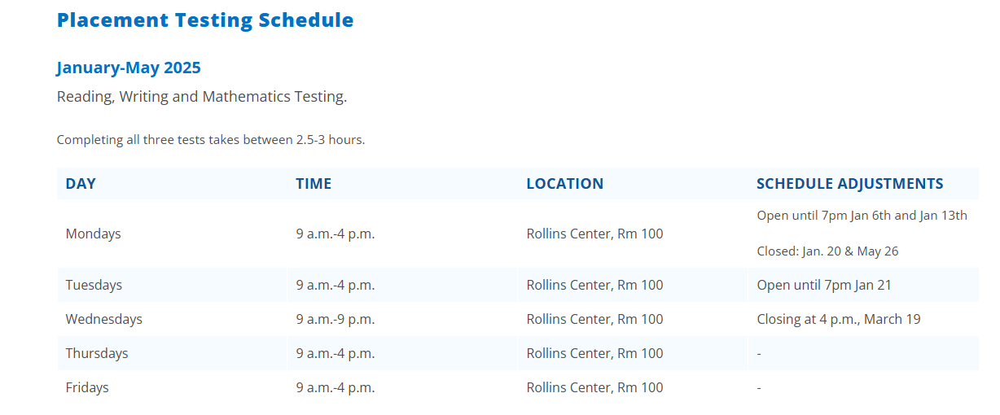 Placement Testing Schedule
January-May 2025
Reading, Writing and Mathematics Testing.
Completing all three tests takes between 2.5-3 hours.
DAY TIME LOCATION SCHEDULE ADJUSTMENTS
Mondays 9 a.m.-4 p.m. Rollins Center, Rm 100 Open until 7pm Jan 6th and Jan 13th
Closed: Jan. 20 & May 26
Tuesdays 9 a.m.-4 p.m. Rollins Center, Rm 100 Open until 7pm Jan 21
Wednesdays 9 a.m.-9 p.m. Rollins Center, Rm 100 Closing at 4 p.m., March 19
Thursdays 9 a.m.-4 p.m. Rollins Center, Rm 100 -
Fridays 9 a.m.-4 p.m. Rollins Center, Rm 100 -